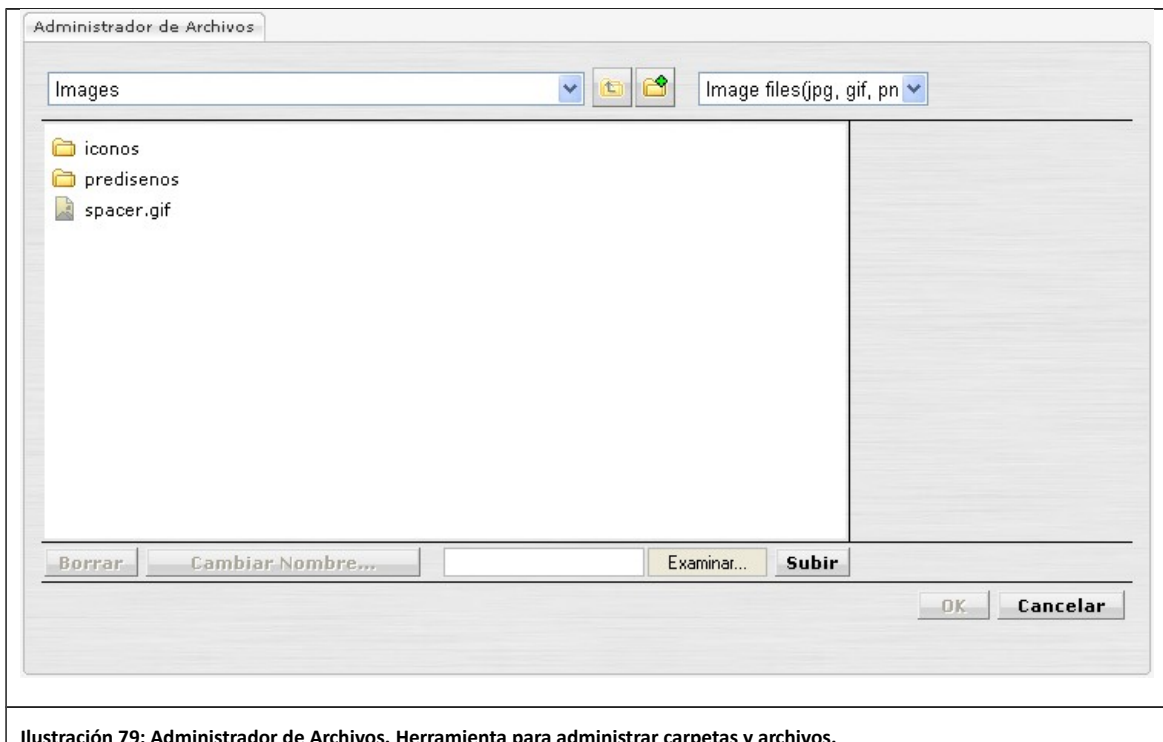 Administrador de Archivos
Images Image files(jpg, gif, pn
iconos
predisenos
spacer.gif
Borrar Cambiar Nombre... Examinar... Subir
OK Cancelar
Ilustración 79: Administrador de Archivos. Herramienta para administrar carpetas y archivos.